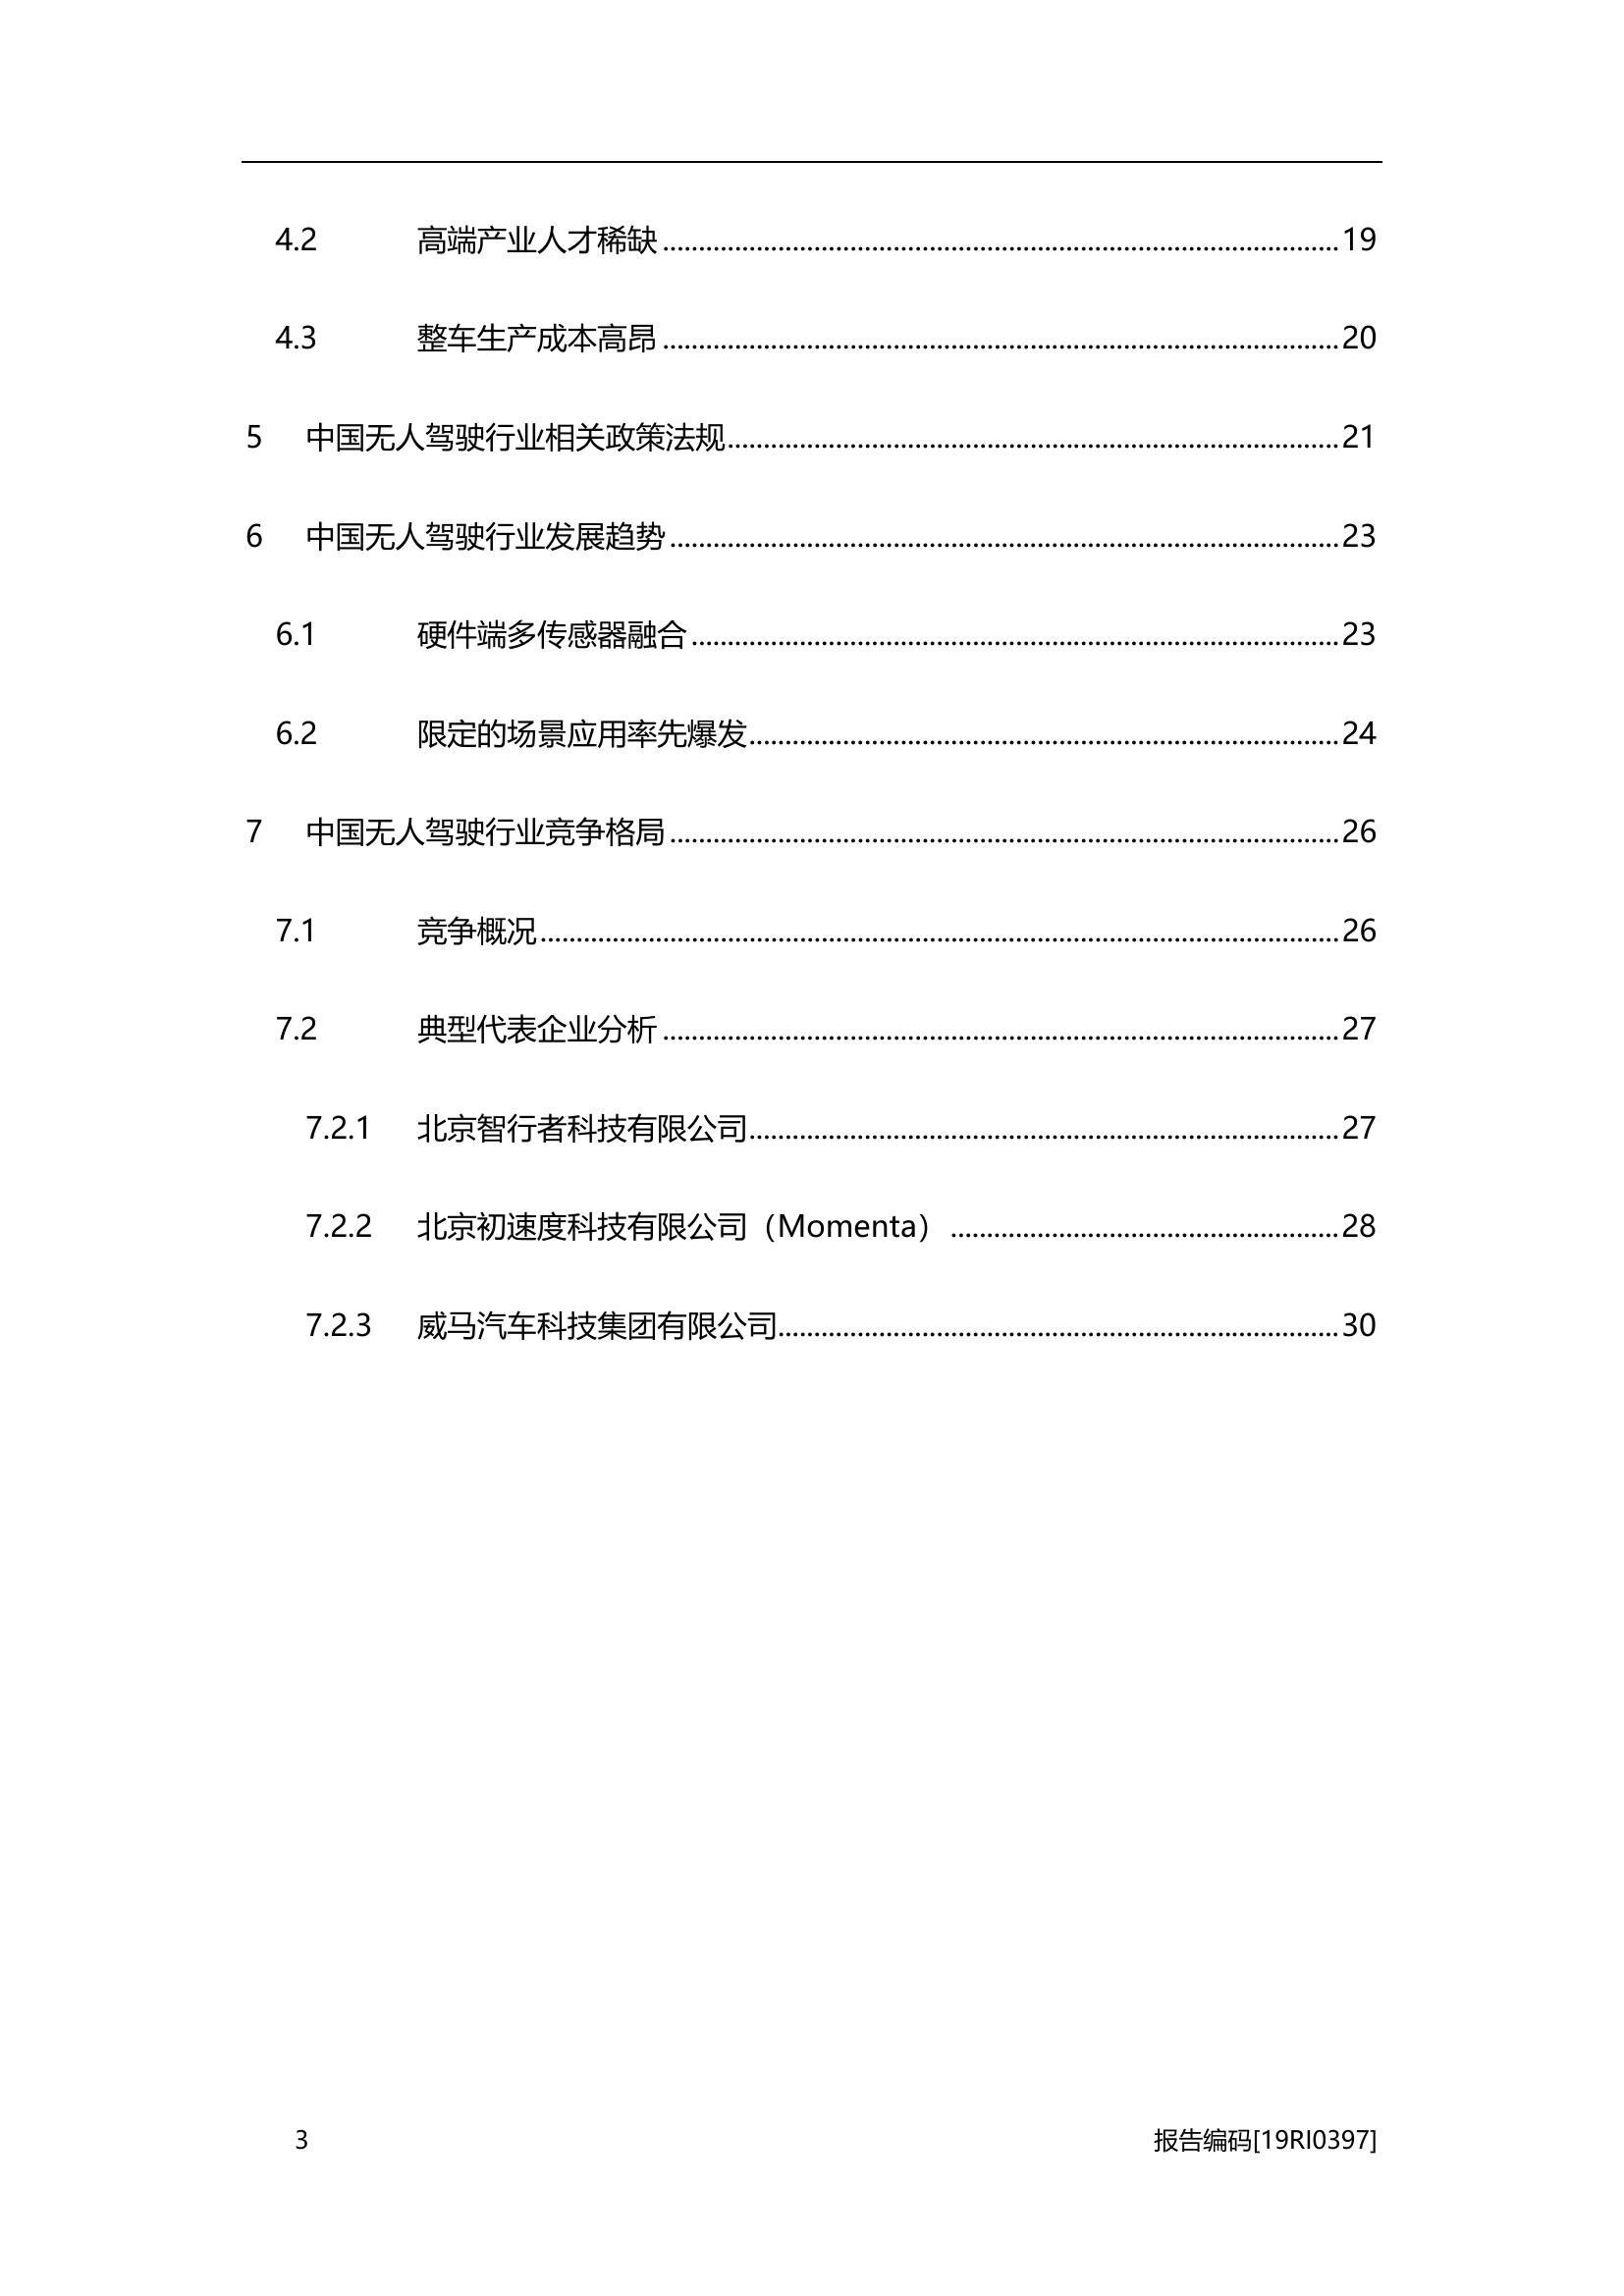 4.2 高端产业人才稀缺........................................19
4.3 整车生产成本高昂........................................20
5 中国无人驾驶行业相关政策法规........................................21
6 中国无人驾驶行业发展趋势........................................23
6.1 硬件端多传感器融合........................................23
6.2 限定的场景应用率先爆发........................................24
7 中国无人驾驶行业竞争格局........................................26
7.1 竞争概况........................................26
7.2 典型代表企业分析........................................27
7.2.1 北京智行者科技有限公司........................................27
7.2.2 北京初速度科技有限公司（Momenta）........................................28
7.2.3 威马汽车科技集团有限公司........................................30
3 报告编码[19RI0397]